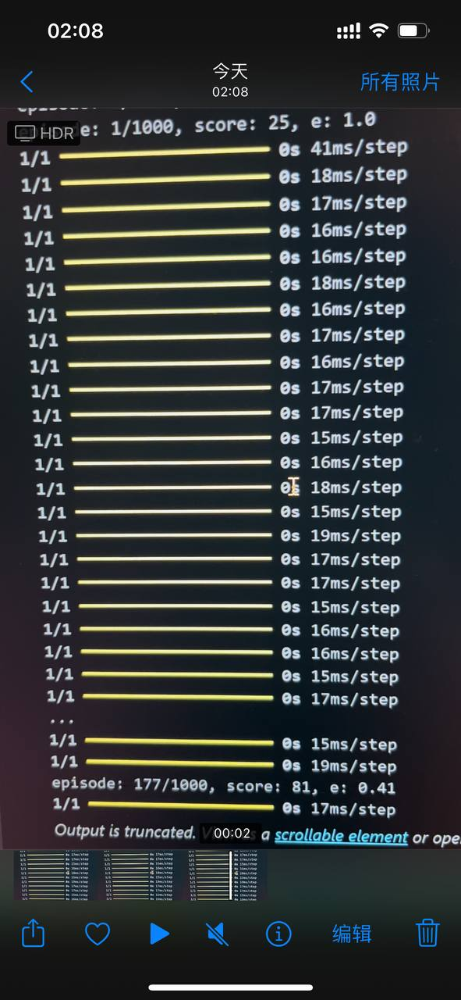 02:08
今天
02:08
所有照片
HDR
e: 1/1000, score: 25, e: 1.0
1/1 0s 41ms/step
1/1 0s 18ms/step
1/1 0s 17ms/step
1/1 0s 16ms/step
1/1 0s 16ms/step
1/1 0s 18ms/step
1/1 0s 16ms/step
1/1 0s 17ms/step
1/1 0s 16ms/step
1/1 0s 17ms/step
1/1 0s 17ms/step
1/1 0s 15ms/step
1/1 0s 16ms/step
1/1 0s 18ms/step
1/1 0s 15ms/step
1/1 0s 19ms/step
1/1 0s 17ms/step
1/1 0s 17ms/step
1/1 0s 15ms/step
1/1 0s 16ms/step
1/1 0s 16ms/step
1/1 0s 15ms/step
1/1 0s 17ms/step
...
1/1 0s 15ms/step
1/1 0s 19ms/step
episode: 177/1000, score: 81, e: 0.41
1/1 0s 17ms/step
Output is truncated. a scrollable element or ope
00:02
编辑